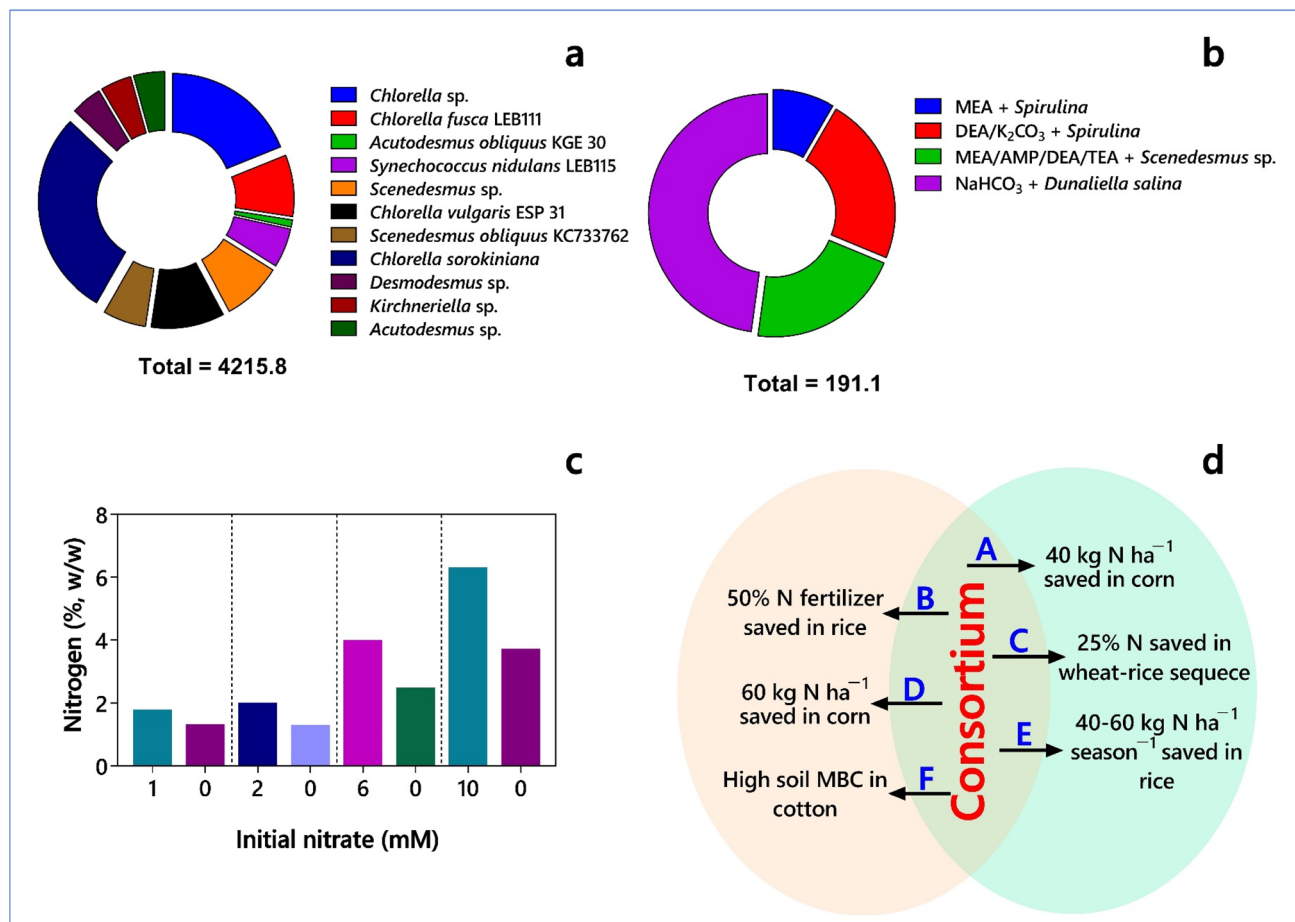 a
Chlorella sp.
Chlorella fusca LEB111
Acutodesmus obliquus KGE 30
Synechococcus nidulans LEB115
Scenedesmus sp.
Chlorella vulgaris ESP 31
Scenedesmus obliquus KC733762
Chlorella sorokiniana
Desmodesmus sp.
Kirchneriella sp.
Acutodesmus sp.
Total = 4215.8
b
MEA + Spirulina
DEA/K₂CO₃ + Spirulina
MEA/AMP/DEA/TEA + Scenedesmus sp.
NaHCO₃ + Dunaliella salina
Total = 191.1
c
Nitrogen (%, w/w)
8
6
4
2
0
1 0 2 0 6 0 10 0
Initial nitrate (mM)
d
Consortium
A
40 kg N ha⁻¹
saved in corn
B
50% N fertilizer
saved in rice
C
25% N saved in
wheat-rice sequece
D
60 kg N ha⁻¹
saved in corn
E
40-60 kg N ha⁻¹
season⁻¹ saved in
rice
F
High soil MBC in
cotton